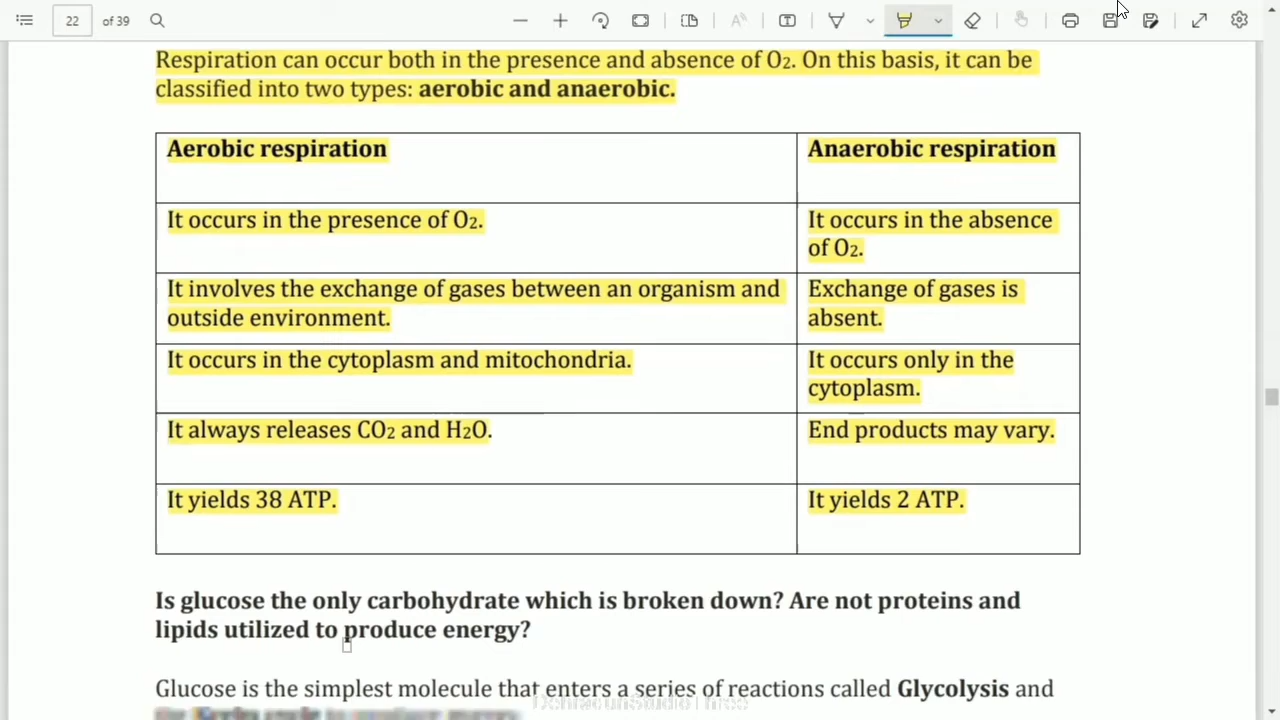 22 of 39
Respiration can occur both in the presence and absence of O2. On this basis, it can be
classified into two types: aerobic and anaerobic.
Aerobic respiration
Anaerobic respiration
It occurs in the presence of O2.
It occurs in the absence
of O2.
It involves the exchange of gases between an organism and
outside environment.
Exchange of gases is
absent.
It occurs in the cytoplasm and mitochondria.
It occurs only in the
cytoplasm.
It always releases CO2 and H2O.
End products may vary.
It yields 38 ATP.
It yields 2 ATP.
Is glucose the only carbohydrate which is broken down? Are not proteins and
lipids utilized to produce energy?
Glucose is the simplest molecule that enters a series of reactions called Glycolysis and